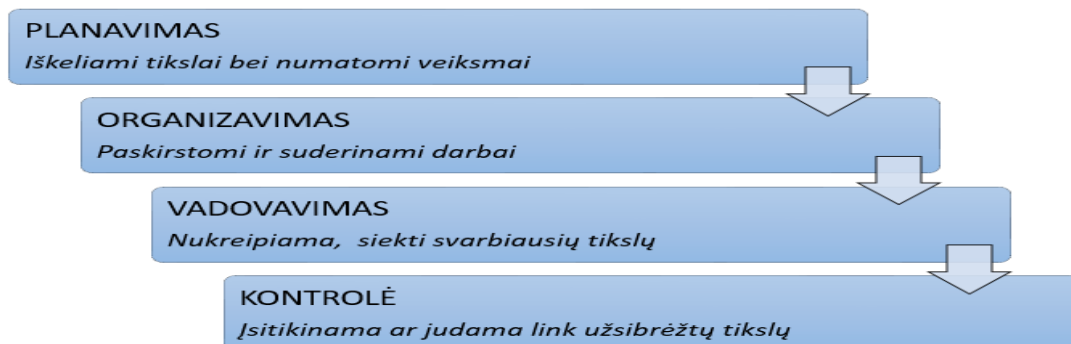 PLANAVIMAS
Iškeliami tikslai bei numatomi veiksmai
ORGANIZAVIMAS
Paskirstomi ir suderinami darbai
VADOVAVIMAS
Nukreipiama, siekti svarbiausių tikslų
KONTROLĖ
Įsitikinama ar judama link užsibrėžtų tikslų